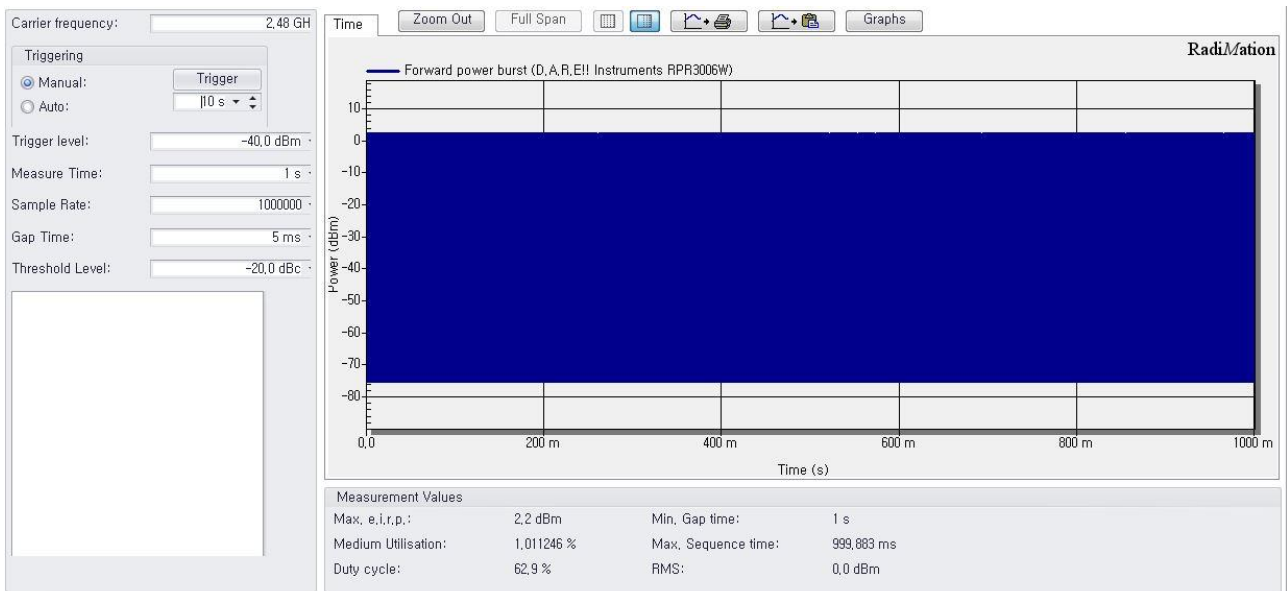 Carrier frequency: 2,48 GH
Triggering
Manual: Trigger
Auto: 10 s
Trigger level: -40,0 dBm
Measure Time: 1 s
Sample Rate: 1000000
Gap Time: 5 ms
Threshold Level: -20,0 dBc
Time Zoom Out Full Span Graphs
RadiMation
Forward power burst (D,A,R,E!! Instruments RPR3006W)
Power (dBm)
10
0
-10
-20
-30
-40
-50
-60
-70
-80
0,0 200 m 400 m 600 m 800 m 1000 m
Time (s)
Measurement Values
Max, e,i,r,p,: 2,2 dBm Min, Gap time: 1 s
Medium Utilisation: 1,011246 % Max, Sequence time: 999,883 ms
Duty cycle: 62,9 % RMS: 0,0 dBm